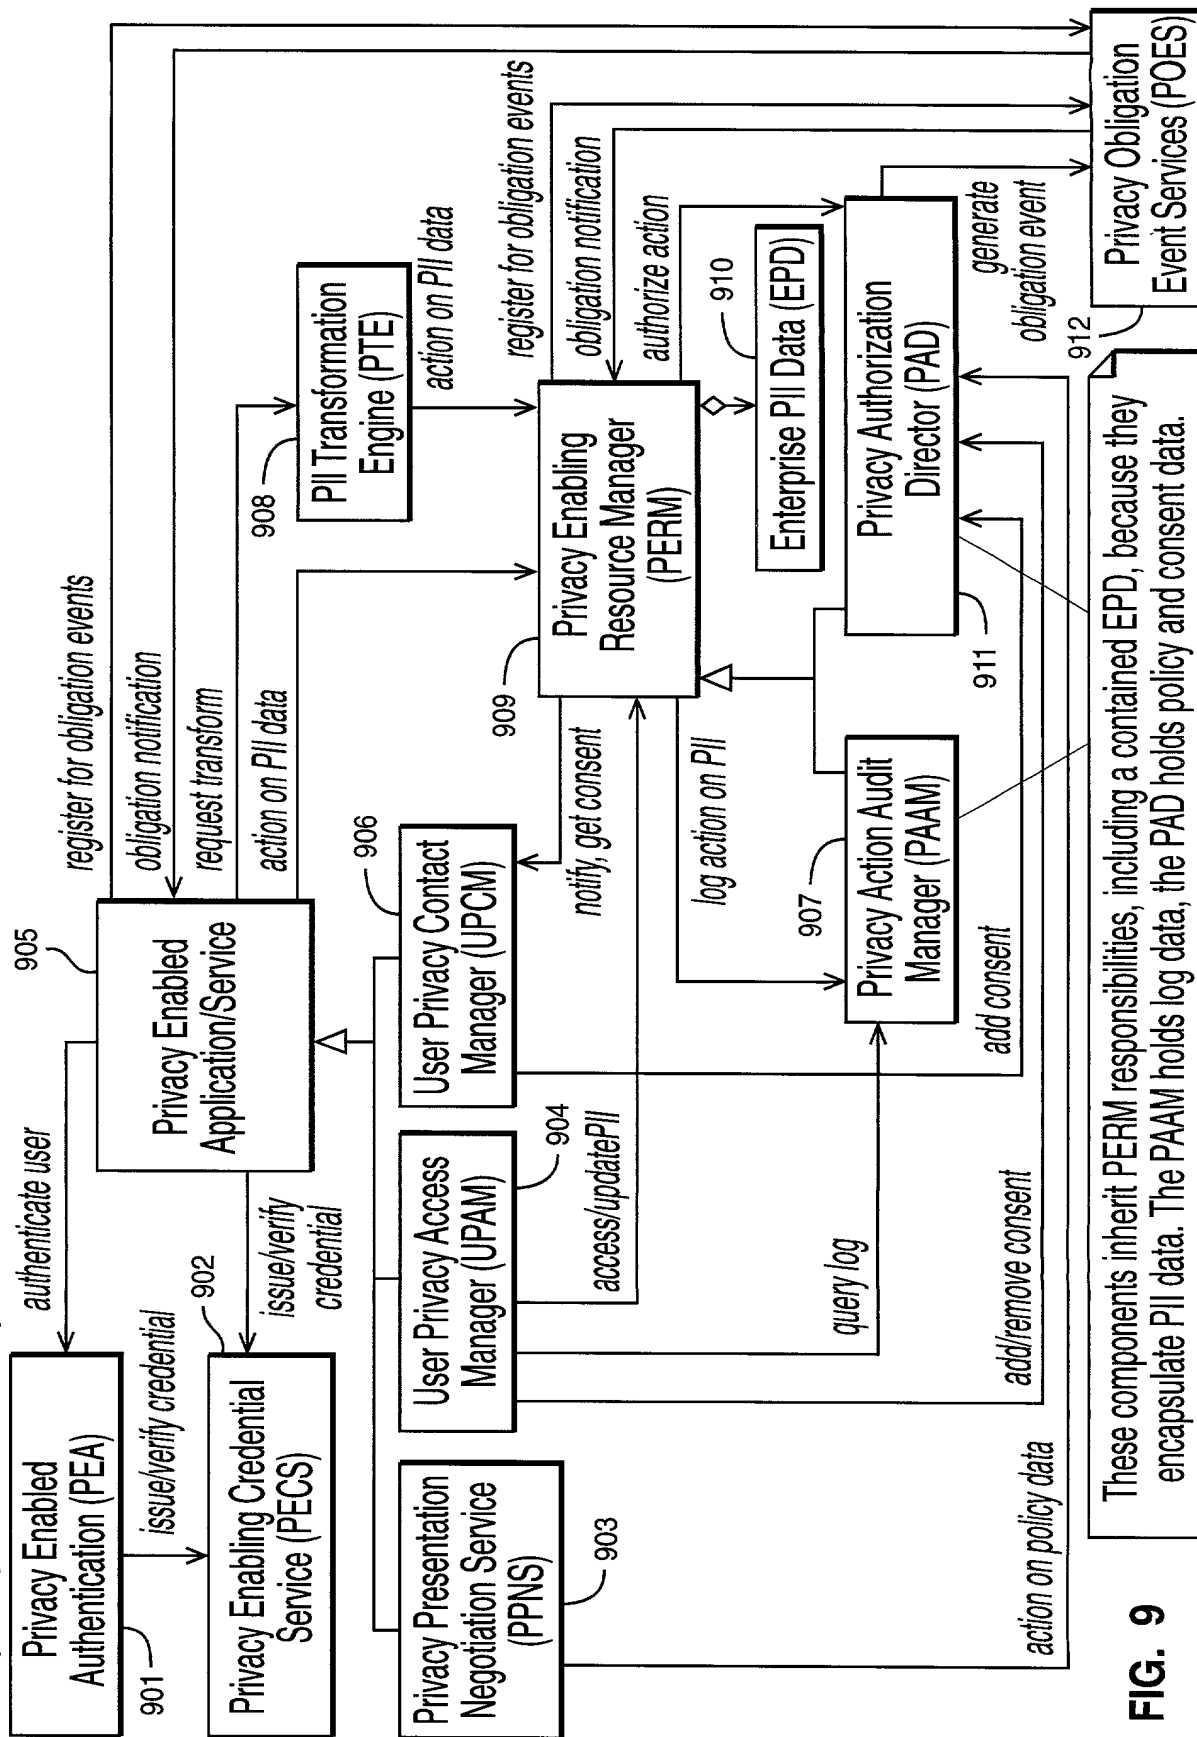 Privacy Enabled
Authentication (PEA)
901
authenticate user
issue/verify credential
Privacy Enabling Credential
Service (PECS)
902
issue/verify
credential
905
Privacy Enabled
Application/Service
register for obligation events
obligation notification
request transform
action on PII data
908
PII Transformation
Engine (PTE)
action on PII data
Privacy Presentation
Negotiation Service
(PPNS)
903
User Privacy Access
Manager (UPAM)
904
User Privacy Contact
Manager (UPCM)
906
notify, get consent
access/updatePII
log action on PII
909
Privacy Enabling
Resource Manager
(PERM)
register for obligation events
obligation notification
authorize action
910
Enterprise PII Data (EPD)
query log
907
Privacy Action Audit
Manager (PAAM)
911
Privacy Authorization
Director (PAD)
generate
obligation event
add consent
add/remove consent
action on policy data
912
Privacy Obligation
Event Services (POES)
These components inherit PERM responsibilities, including a contained EPD, because they
encapsulate PII data. The PAAM holds log data, the PAD holds policy and consent data.
FIG. 9